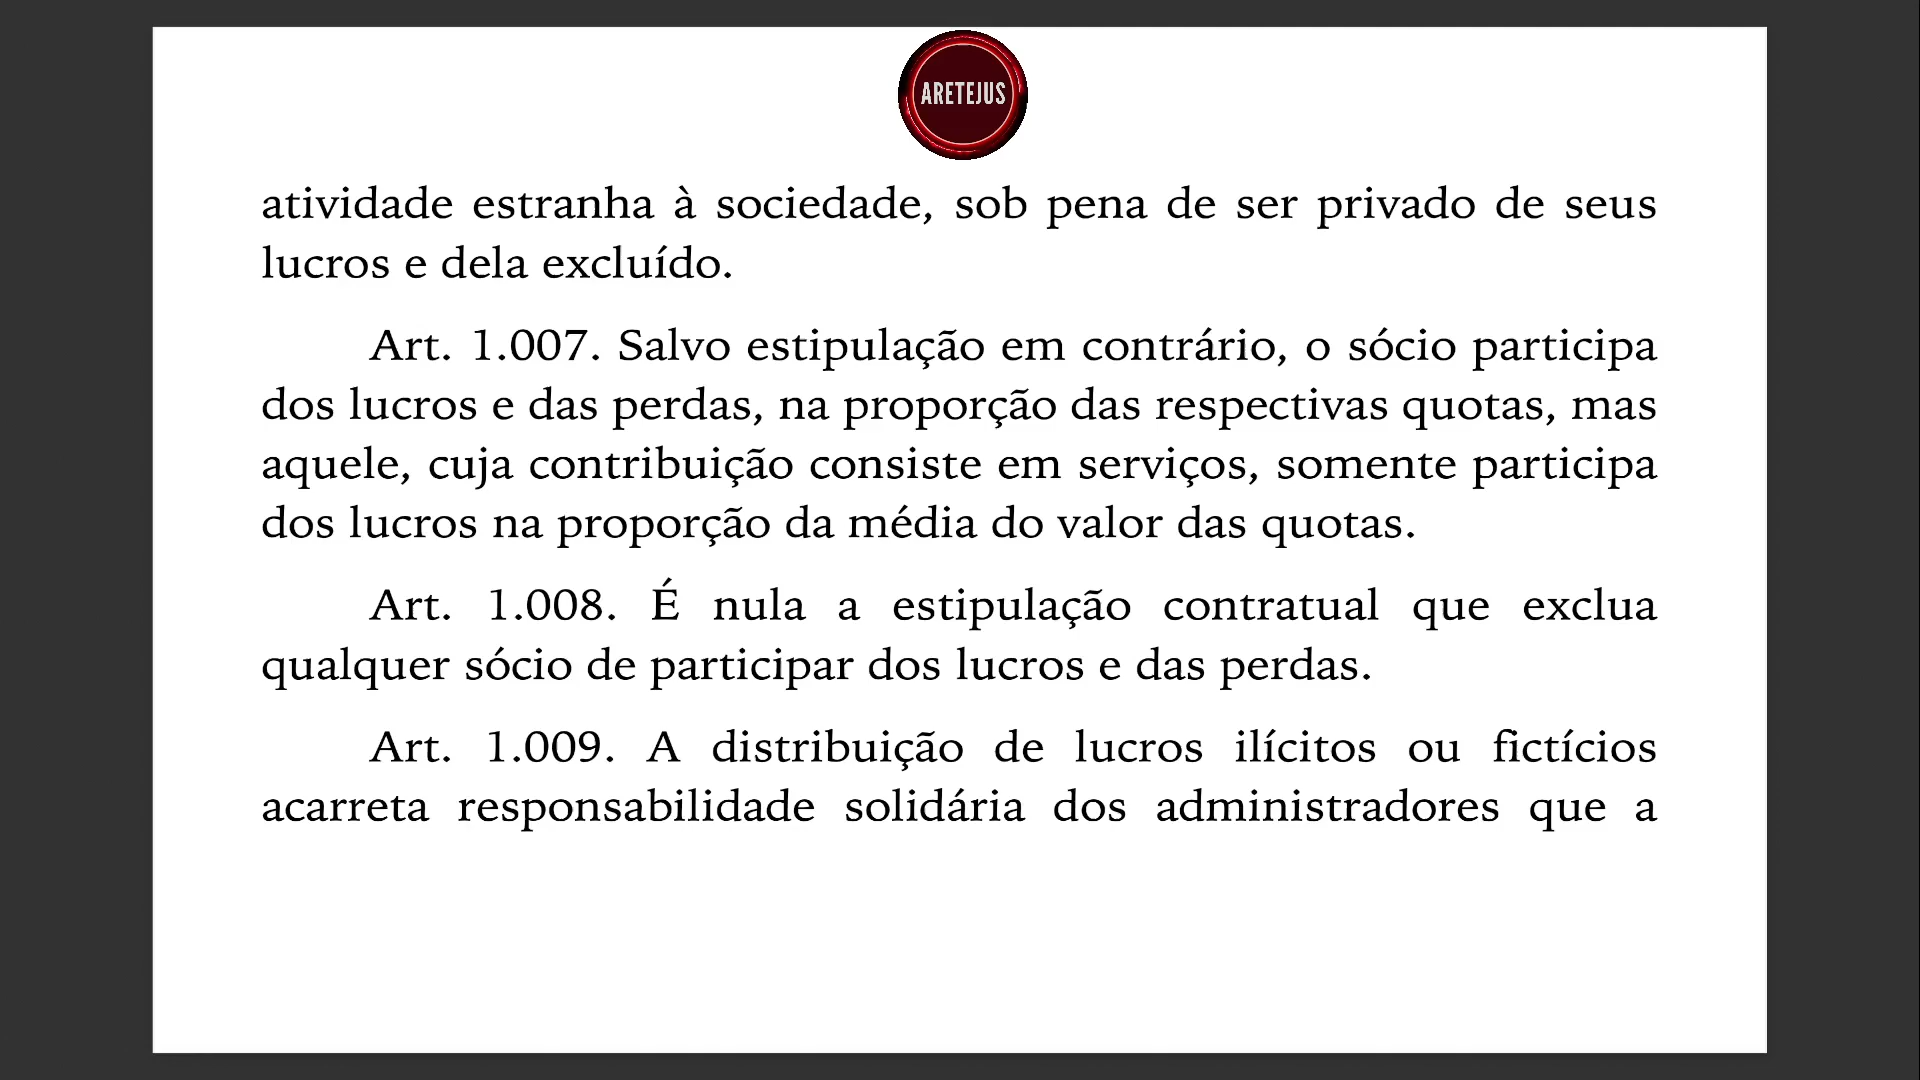 ARETEJUS
atividade estranha à sociedade, sob pena de ser privado de seus
lucros e dela excluído.
Art. 1.007. Salvo estipulação em contrário, o sócio participa
dos lucros e das perdas, na proporção das respectivas quotas, mas
aquele, cuja contribuição consiste em serviços, somente participa
dos lucros na proporção da média do valor das quotas.
Art. 1.008. É nula a estipulação contratual que exclua
qualquer sócio de participar dos lucros e das perdas.
Art. 1.009. A distribuição de lucros ilícitos ou fictícios
acarreta responsabilidade solidária dos administradores que a